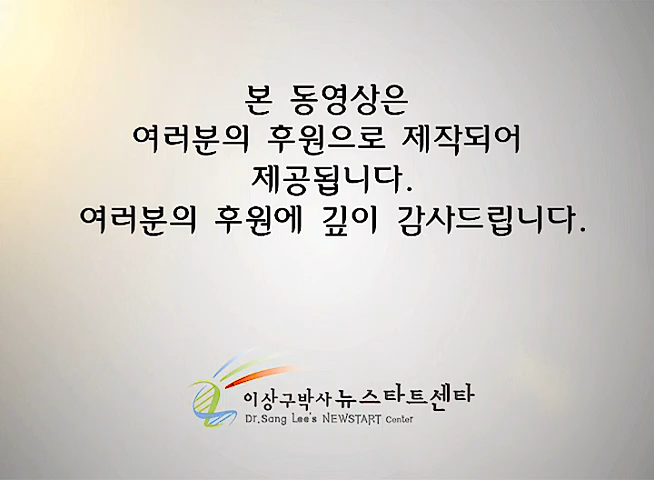 본 동영상은
여러분의 후원으로 제작되어
제공됩니다.
여러분의 후원에 깊이 감사드립니다.
이상구박사 뉴스타트센타
Dr.Sang Lee's NEWSTART Center